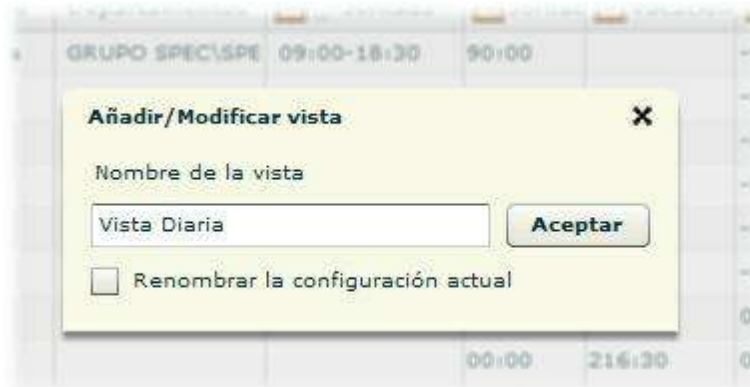 GRUPO SPEC\SPE 09:00-18:30 90:00
Añadir/Modificar vista
Nombre de la vista
Vista Diaria Aceptar
Renombrar la configuración actual
00:00 216:30